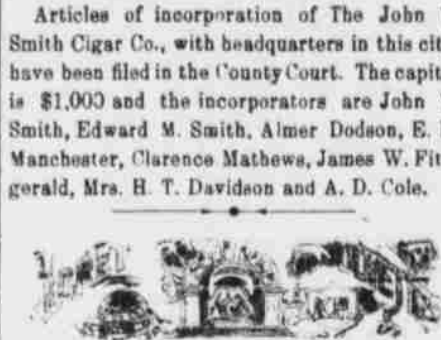 Articles of incorporation of The John
Smith Cigar Co., with headquarters in this cit
have been filed in the County Court. The capit
is $1,000 and the incorporators are John
Smith, Edward M. Smith, Almer Dodson, E.
Manchester, Clarence Mathews, James W. Fit
gerald, Mrs. H. T. Davidson and A. D. Cole.